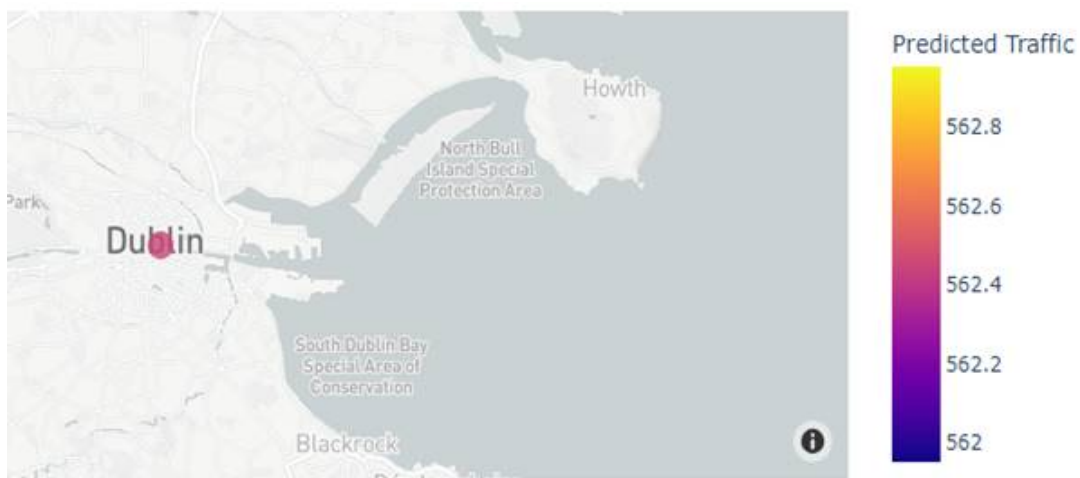 Predicted Traffic
562.8
562.6
562.4
562.2
562
Howth
North Bull
Island Special
Protection Area
Park
Dublin
South Dublin Bay
Special Area of
Conservation
Blackrock